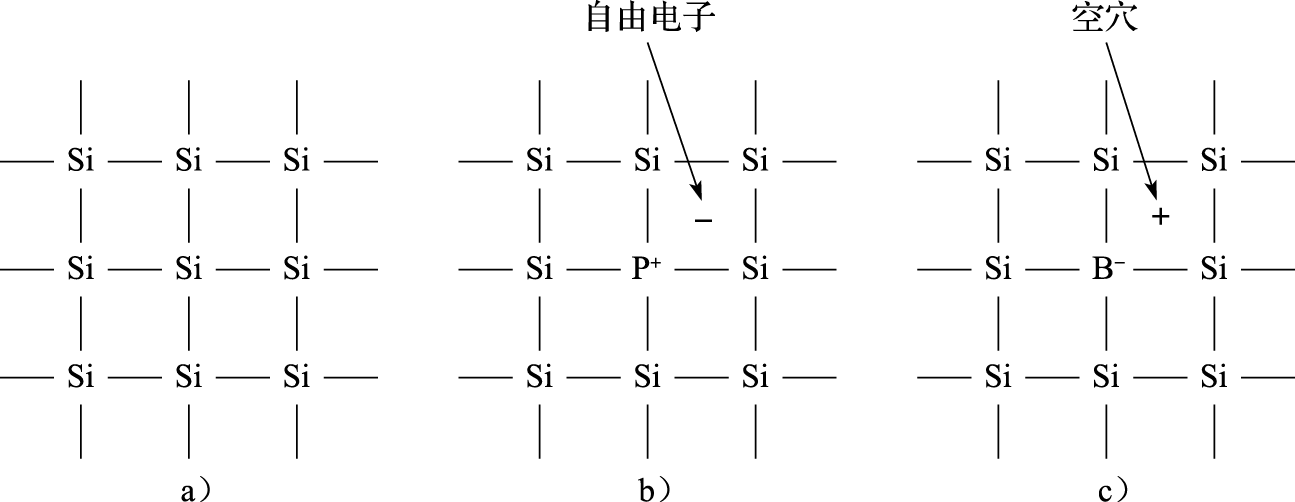 自由电子 空穴
Si Si Si Si Si Si Si Si Si
− +
Si Si Si Si P⁺ Si Si B⁻ Si
Si Si Si Si Si Si Si Si Si
a） b） c）